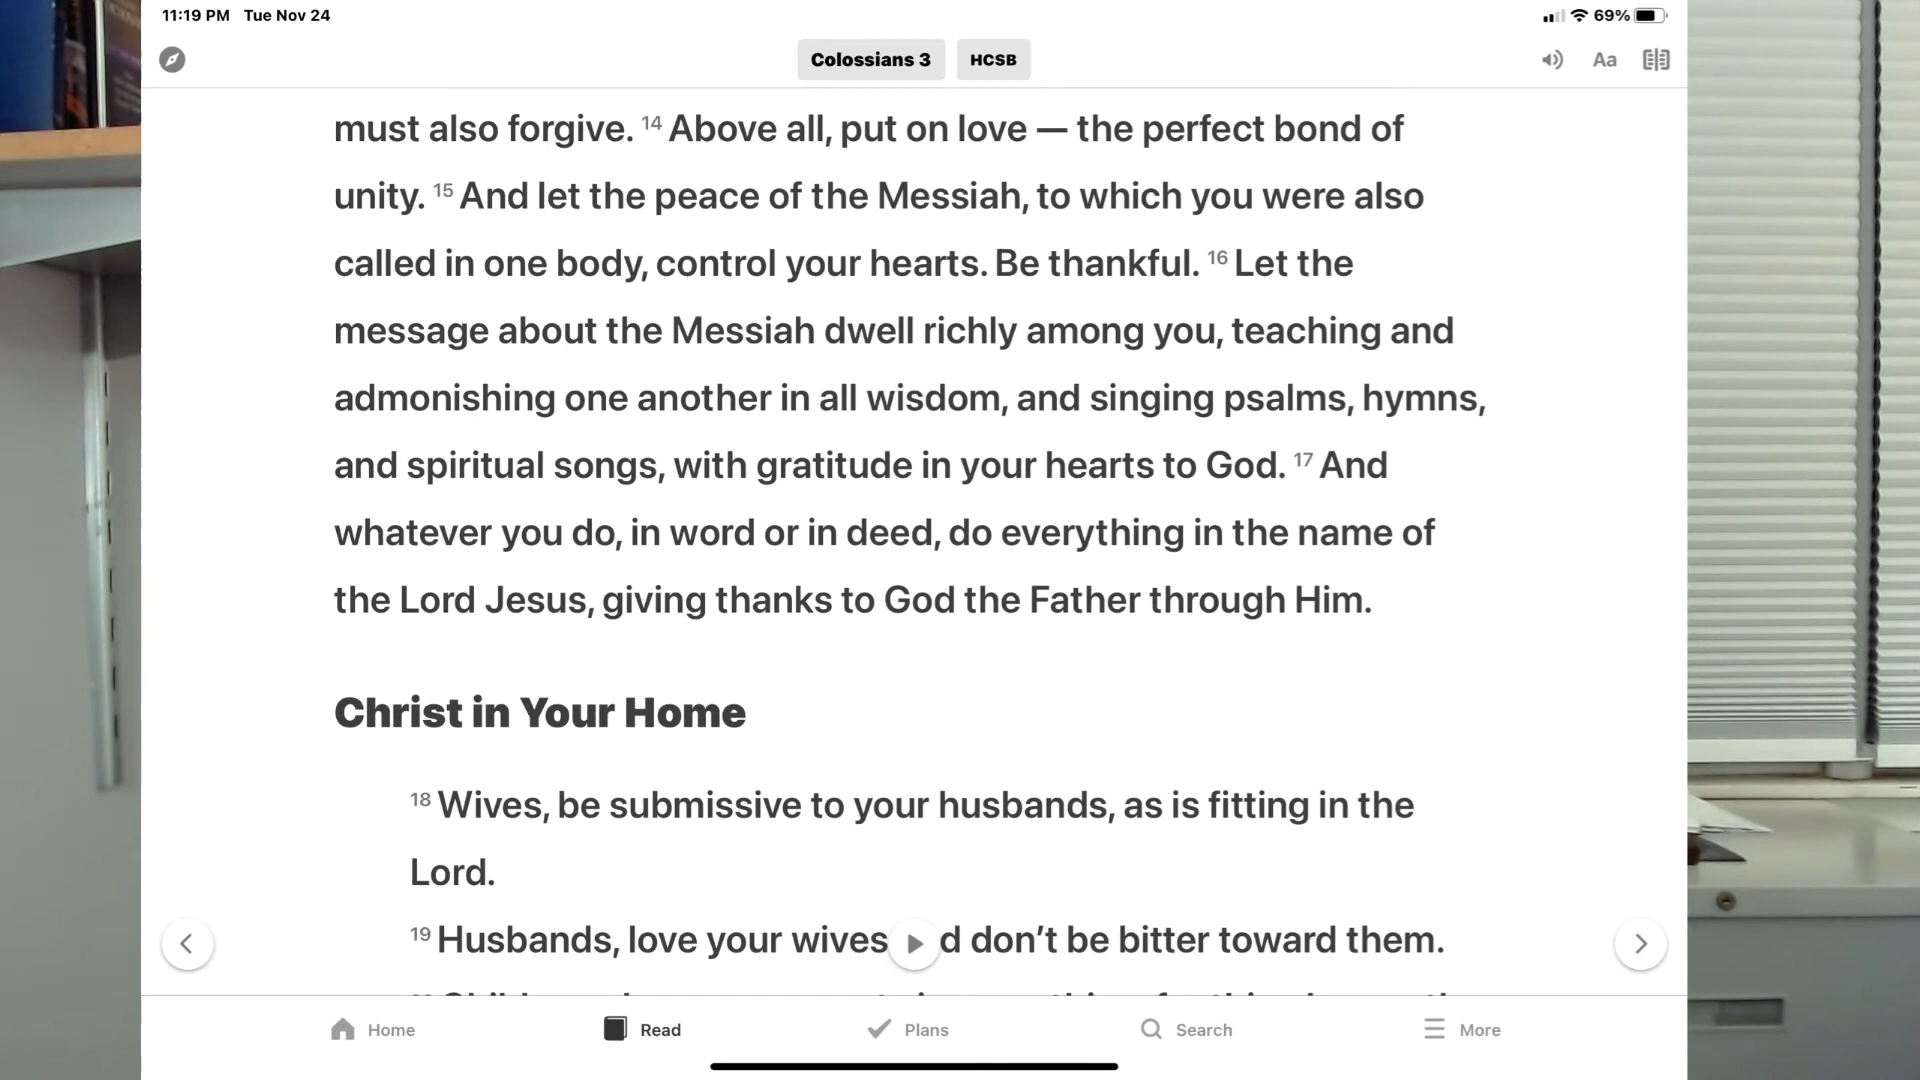 11:19 PM Tue Nov 24
69%
Colossians 3
HCSB
Aa
must also forgive. 14 Above all, put on love — the perfect bond of
unity. 15 And let the peace of the Messiah, to which you were also
called in one body, control your hearts. Be thankful. 16 Let the
message about the Messiah dwell richly among you, teaching and
admonishing one another in all wisdom, and singing psalms, hymns,
and spiritual songs, with gratitude in your hearts to God. 17 And
whatever you do, in word or in deed, do everything in the name of
the Lord Jesus, giving thanks to God the Father through Him.
Christ in Your Home
18 Wives, be submissive to your husbands, as is fitting in the
Lord.
19 Husbands, love your wives d don’t be bitter toward them.
Home
Read
Plans
Search
More